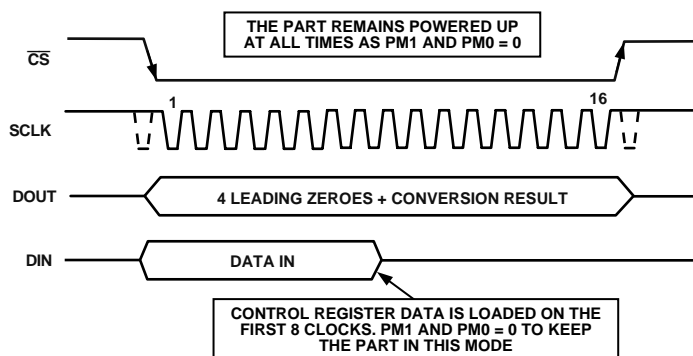 THE PART REMAINS POWERED UP
AT ALL TIMES AS PM1 AND PM0 = 0
CS
1
16
SCLK
DOUT
4 LEADING ZEROES + CONVERSION RESULT
DIN
DATA IN
CONTROL REGISTER DATA IS LOADED ON THE
FIRST 8 CLOCKS. PM1 AND PM0 = 0 TO KEEP
THE PART IN THIS MODE